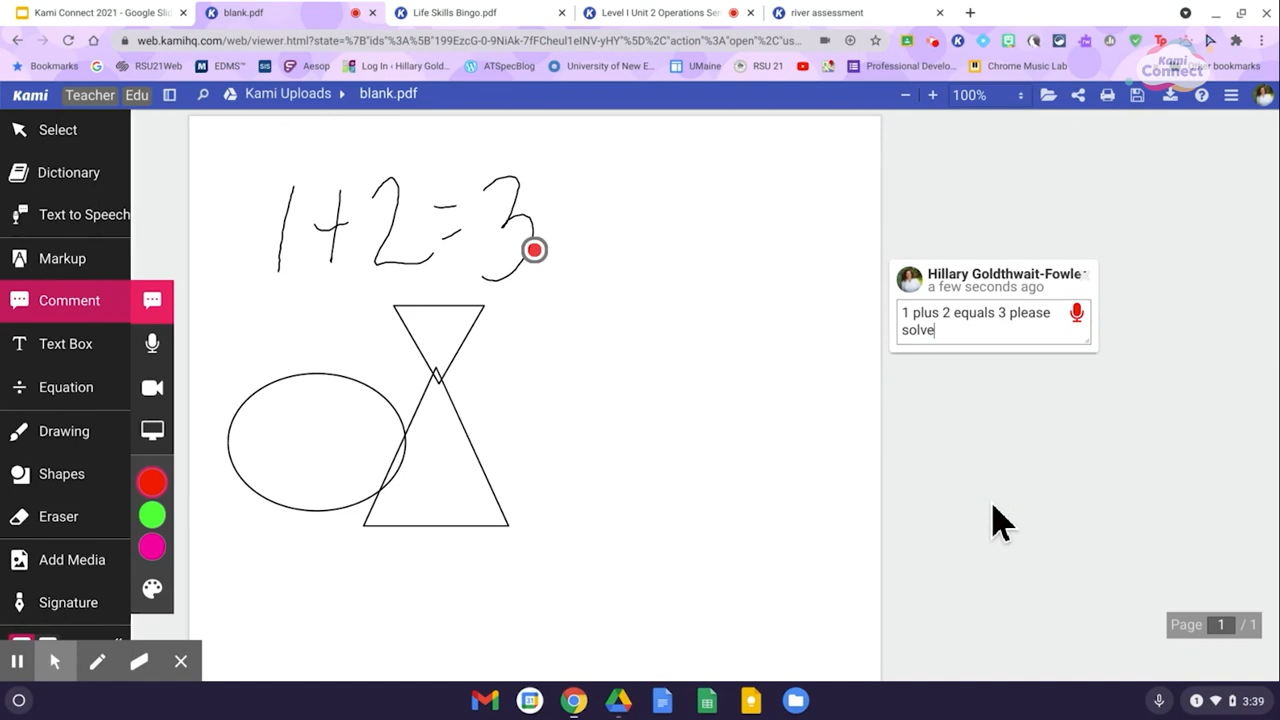 Kami Connect 2021 - Google Slid
blank.pdf
Life Skills Bingo.pdf
Level I Unit 2 Operations Sen
river assessment
web.kamihq.com/web/viewer.html?state=%7B"ids"%3A%5B"199EzcG-0-9NiAk-7fFCheul1eINV-yHY"%5D%2C"action"%3A"open"%2C"us...
Bookmarks
RSU21Web
EDMS™
SIS
Aesop
Log In ‹ Hillary Gold...
ATSpecBlog
University of New E...
UMaine
RSU 21
Professional Develo...
Chrome Music Lab
Other bookmarks
Kami
Connect
Kami
Teacher
Edu
Kami Uploads
blank.pdf
100%
Select
Dictionary
Text to Speech
Markup
Comment
Text Box
Equation
Drawing
Shapes
Eraser
Add Media
Signature
1+2=3
Hillary Goldthwait-Fowle
a few seconds ago
1 plus 2 equals 3 please
solve
Page 1 / 1
1
3:39